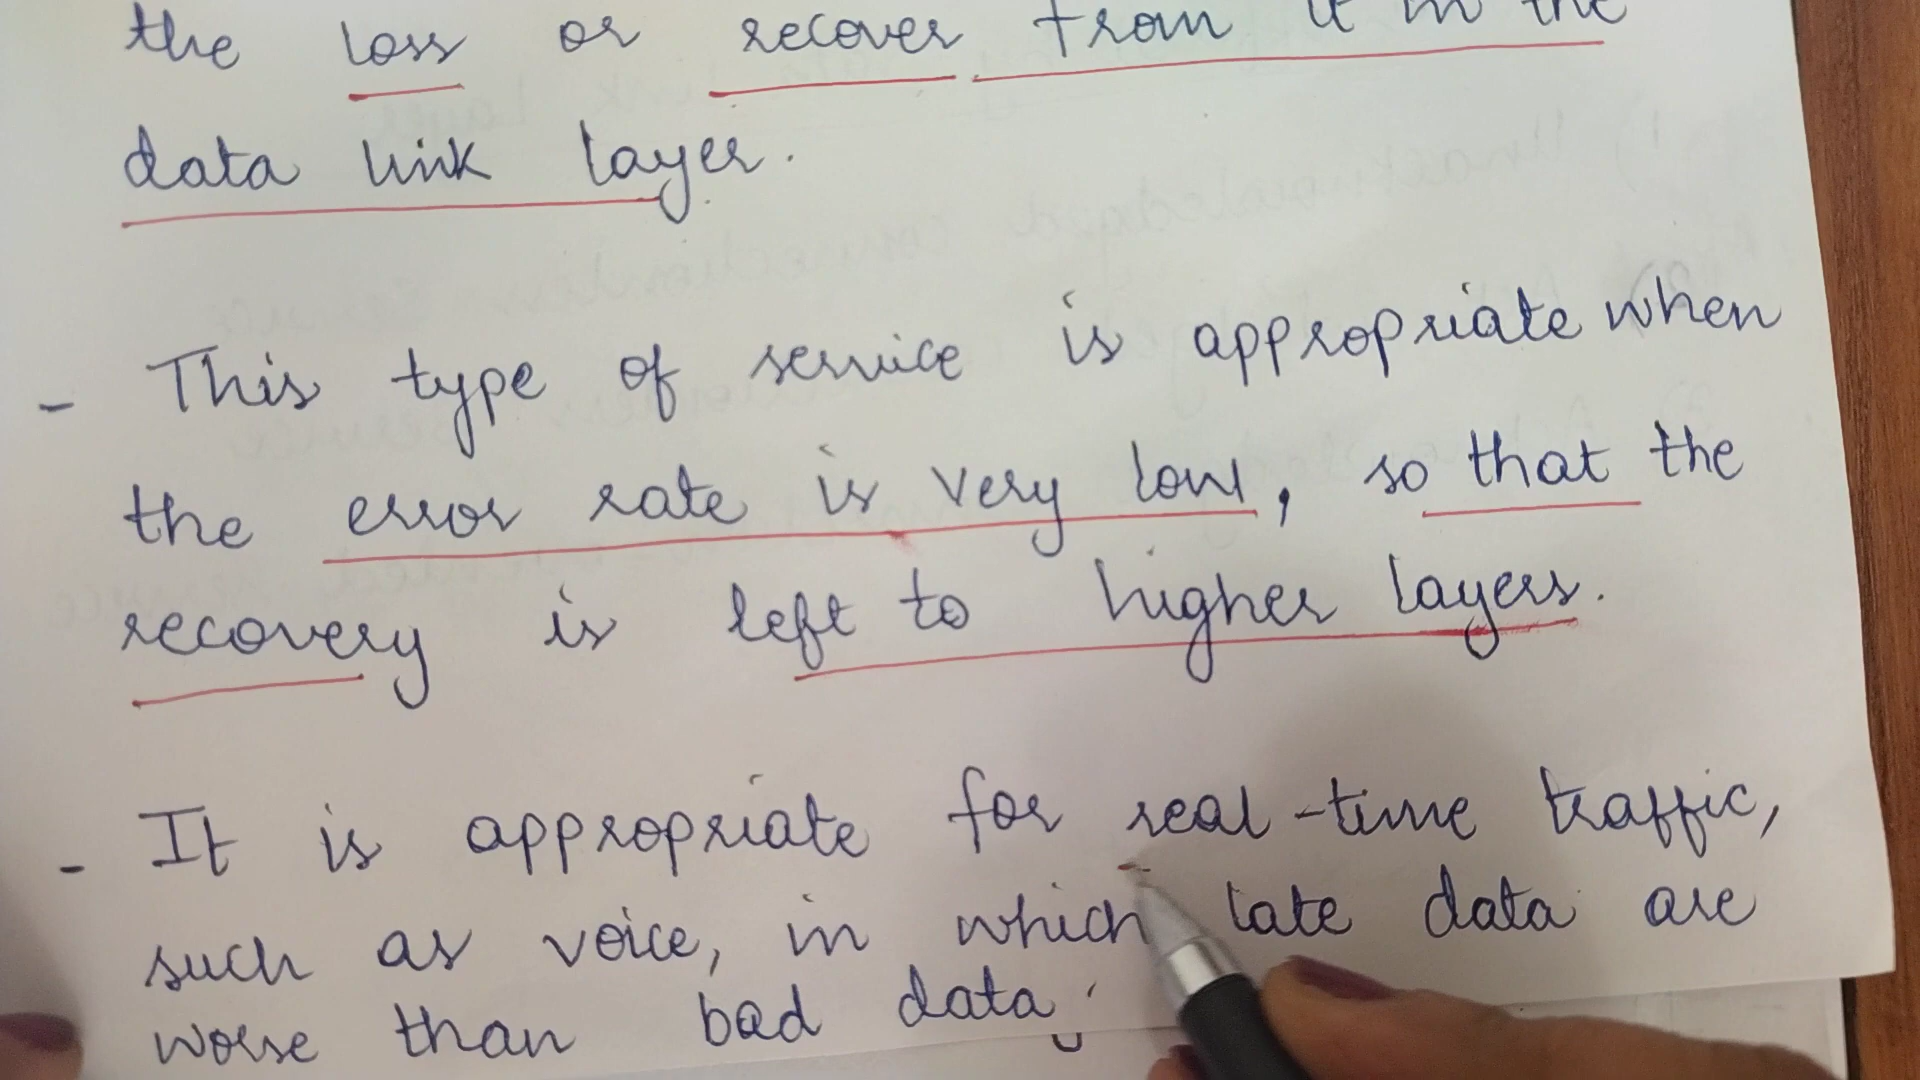 the loss or recover from it in the
data link layer.
- This type of service is appropriate when
the error rate is very low, so that the
recovery is left to higher layers.
- It is appropriate for real-time traffic,
such as voice, in which late data are
worse than bad data.